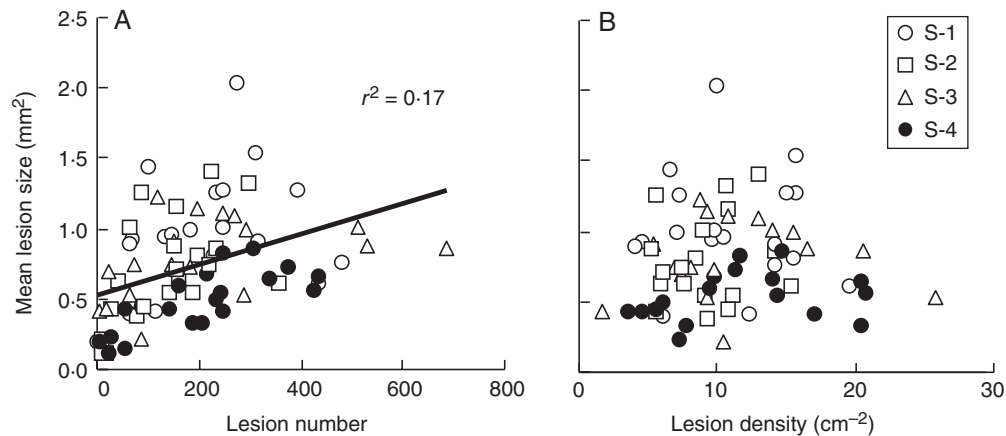 A
B
2·5
2·0
1·5
1·0
0·5
0·0
Mean lesion size (mm²)
r² = 0·17
0
200
400
600
800
Lesion number
S-1
S-2
S-3
S-4
0
10
20
30
Lesion density (cm⁻²)